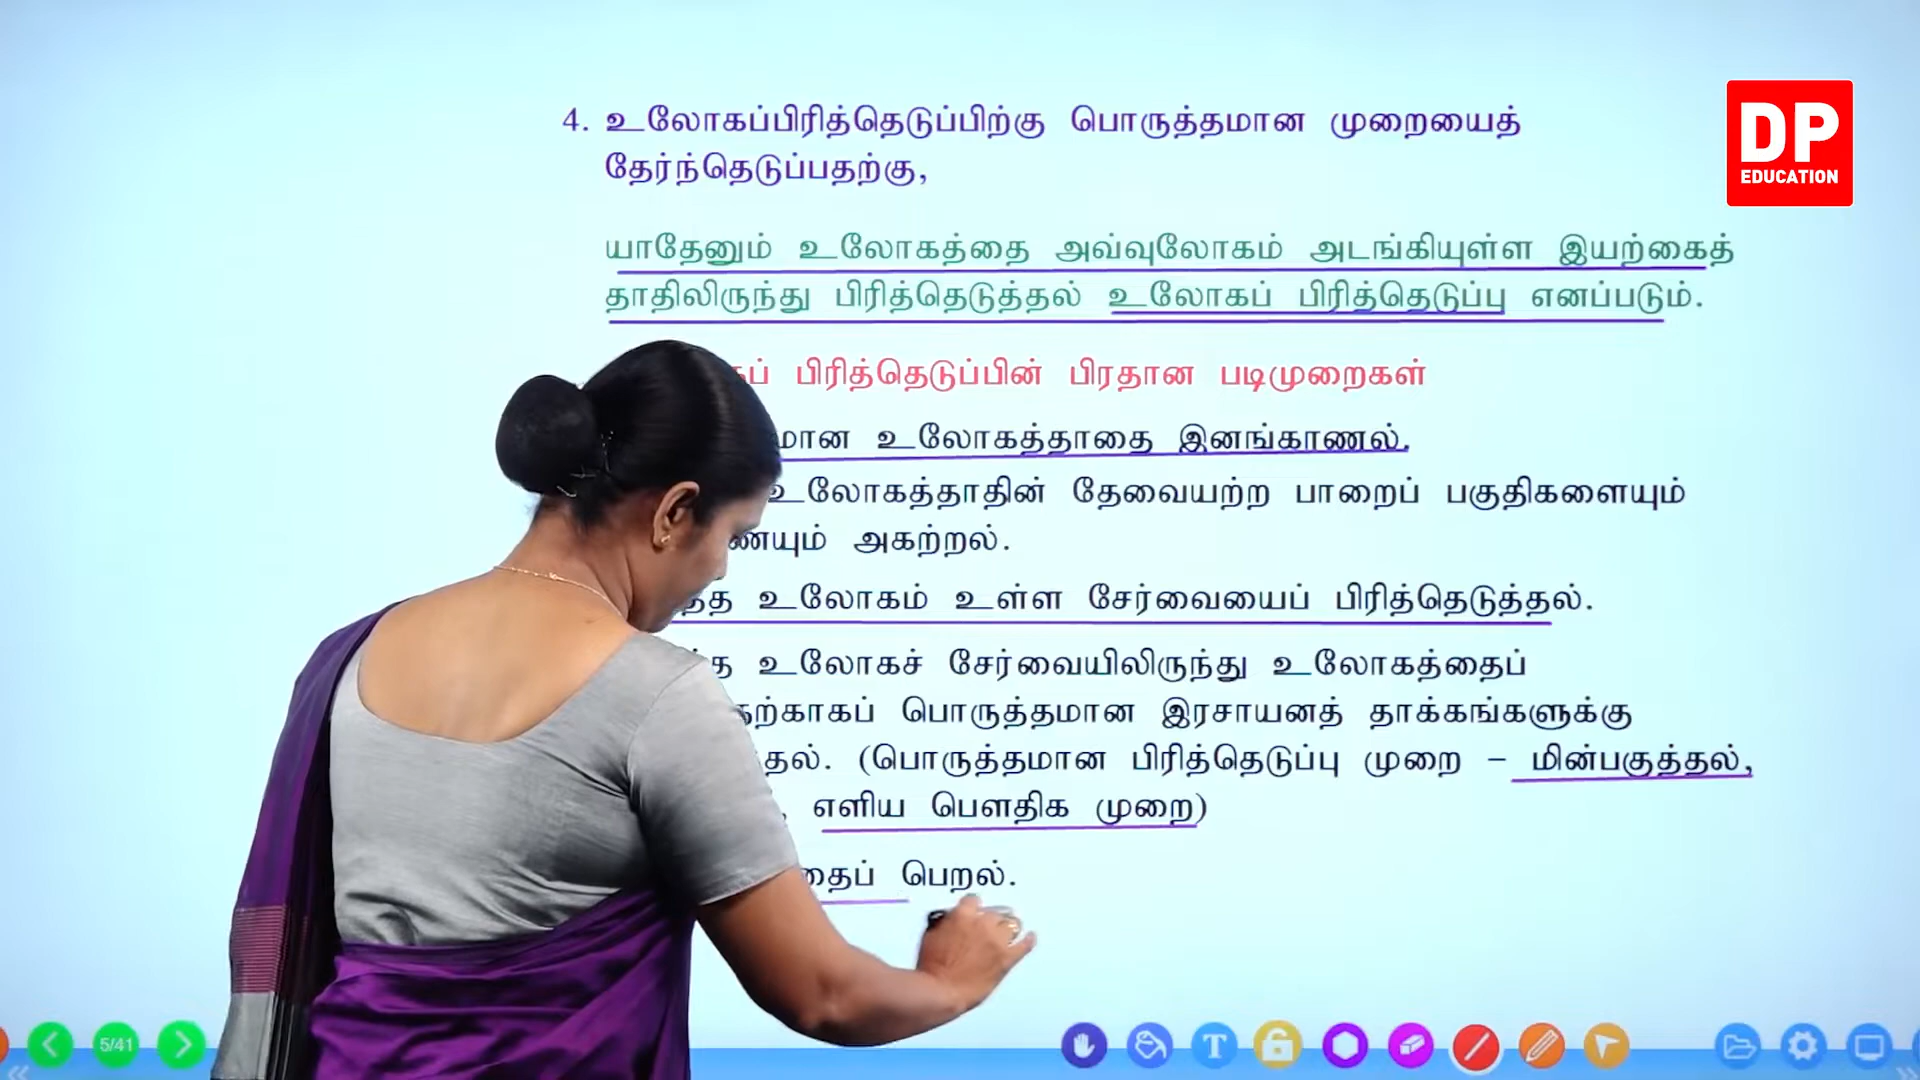 4. உலோகப்பிரித்தெடுப்பிற்கு பொருத்தமான முறையைத்
தேர்ந்தெடுப்பதற்கு,
DP
EDUCATION
யாதேனும் உலோகத்தை அவ்வுலோகம் அடங்கியுள்ள இயற்கைத்
தாதிலிருந்து பிரித்தெடுத்தல் உலோகப் பிரித்தெடுப்பு எனப்படும்.
பிரித்தெடுப்பின் பிரதான படிமுறைகள்
உலோகத்தாதை இனங்காணல்.
உலோகத்தாதின் தேவையற்ற பாறைப் பகுதிகளையும்
அகற்றல்.
உலோகம் உள்ள சேர்வையைப் பிரித்தெடுத்தல்.
உலோகச் சேர்வையிலிருந்து உலோகத்தைப்
பொருத்தமான இரசாயனத் தாக்கங்களுக்கு
(பொருத்தமான பிரித்தெடுப்பு முறை – மின்பகுத்தல்,
, எளிய பௌதிக முறை)
பெறல்.
5/41
T